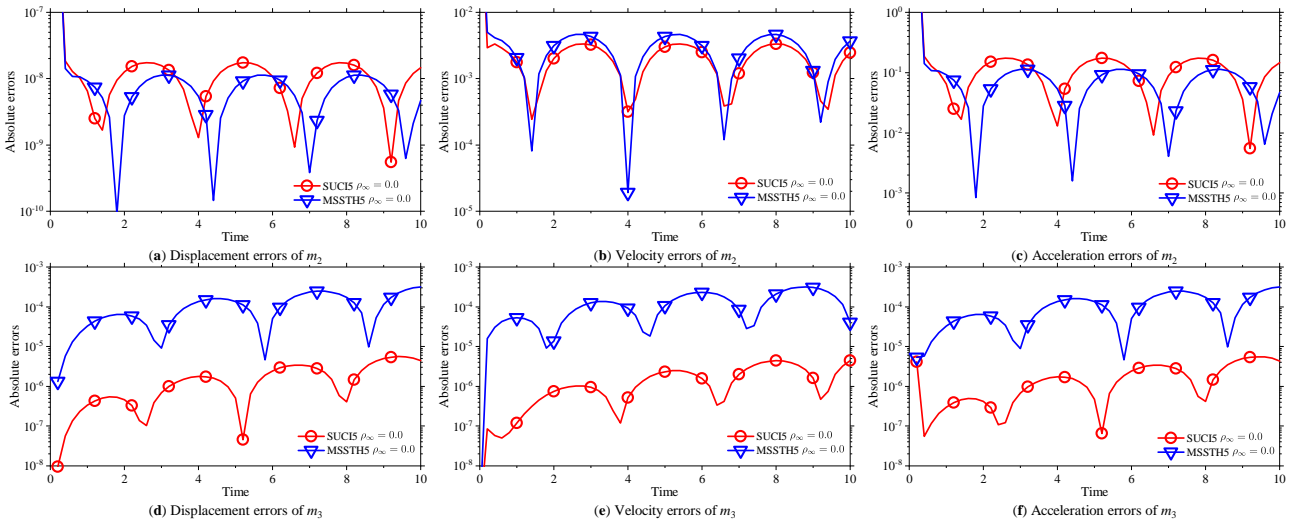 Absolute errors
10⁻⁷
10⁻⁸
10⁻⁹
10⁻¹⁰
SUCI5 ρ∞ = 0.0
MSSTH5 ρ∞ = 0.0
0 2 4 6 8 10
Time
(a) Displacement errors of m₂
Absolute errors
10⁻²
10⁻³
10⁻⁴
10⁻⁵
SUCI5 ρ∞ = 0.0
MSSTH5 ρ∞ = 0.0
0 2 4 6 8 10
Time
(b) Velocity errors of m₂
Absolute errors
10⁰
10⁻¹
10⁻²
10⁻³
SUCI5 ρ∞ = 0.0
MSSTH5 ρ∞ = 0.0
0 2 4 6 8 10
Time
(c) Acceleration errors of m₂
Absolute errors
10⁻³
10⁻⁴
10⁻⁵
10⁻⁶
10⁻⁷
10⁻⁸
SUCI5 ρ∞ = 0.0
MSSTH5 ρ∞ = 0.0
0 2 4 6 8 10
Time
(d) Displacement errors of m₃
Absolute errors
10⁻³
10⁻⁴
10⁻⁵
10⁻⁶
10⁻⁷
10⁻⁸
SUCI5 ρ∞ = 0.0
MSSTH5 ρ∞ = 0.0
0 2 4 6 8 10
Time
(e) Velocity errors of m₃
Absolute errors
10⁻³
10⁻⁴
10⁻⁵
10⁻⁶
10⁻⁷
10⁻⁸
SUCI5 ρ∞ = 0.0
MSSTH5 ρ∞ = 0.0
0 2 4 6 8 10
Time
(f) Acceleration errors of m₃